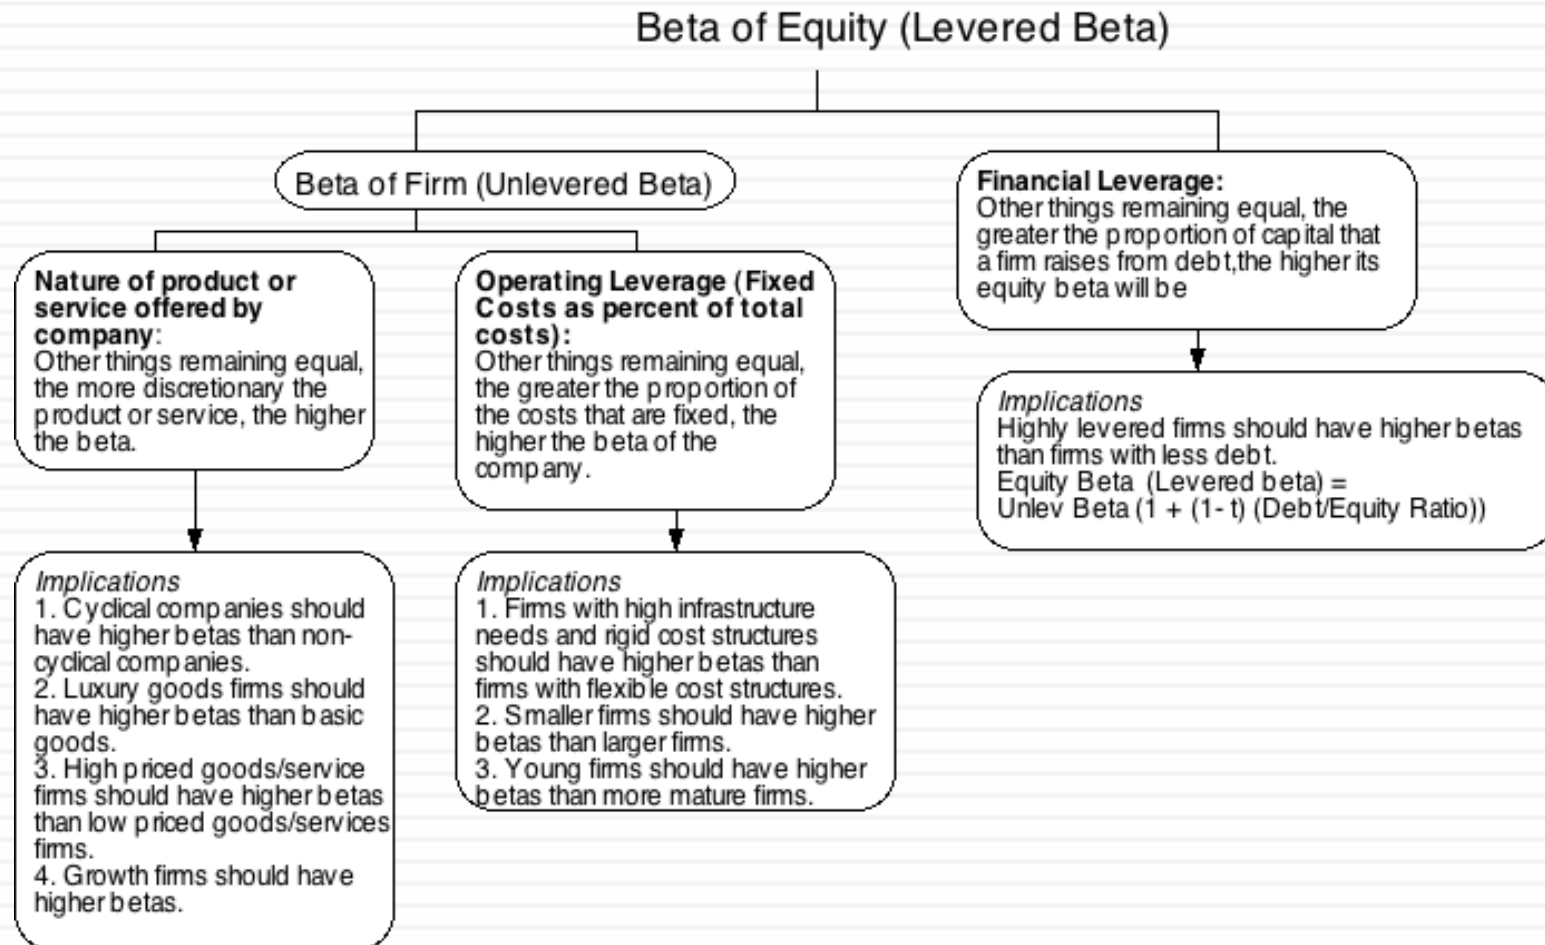 Beta of Equity (Levered Beta)
Beta of Firm (Unlevered Beta)
Nature of product or
service offered by
company:
Other things remaining equal,
the more discretionary the
product or service, the higher
the beta.
Operating Leverage (Fixed
Costs as percent of total
costs):
Other things remaining equal,
the greater the proportion of
the costs that are fixed, the
higher the beta of the
company.
Financial Leverage:
Other things remaining equal, the
greater the proportion of capital that
a firm raises from debt,the higher its
equity beta will be
Implications
1. Cyclical companies should
have higher betas than non-
cyclical companies.
2. Luxury goods firms should
have higher betas than basic
goods.
3. High priced goods/service
firms should have higher betas
than low priced goods/services
firms.
4. Growth firms should have
higher betas.
Implications
1. Firms with high infrastructure
needs and rigid cost structures
should have higher betas than
firms with flexible cost structures.
2. Smaller firms should have higher
betas than larger firms.
3. Young firms should have higher
betas than more mature firms.
Implications
Highly levered firms should have higher betas
than firms with less debt.
Equity Beta (Levered beta) =
Unlev Beta (1 + (1- t) (Debt/Equity Ratio))